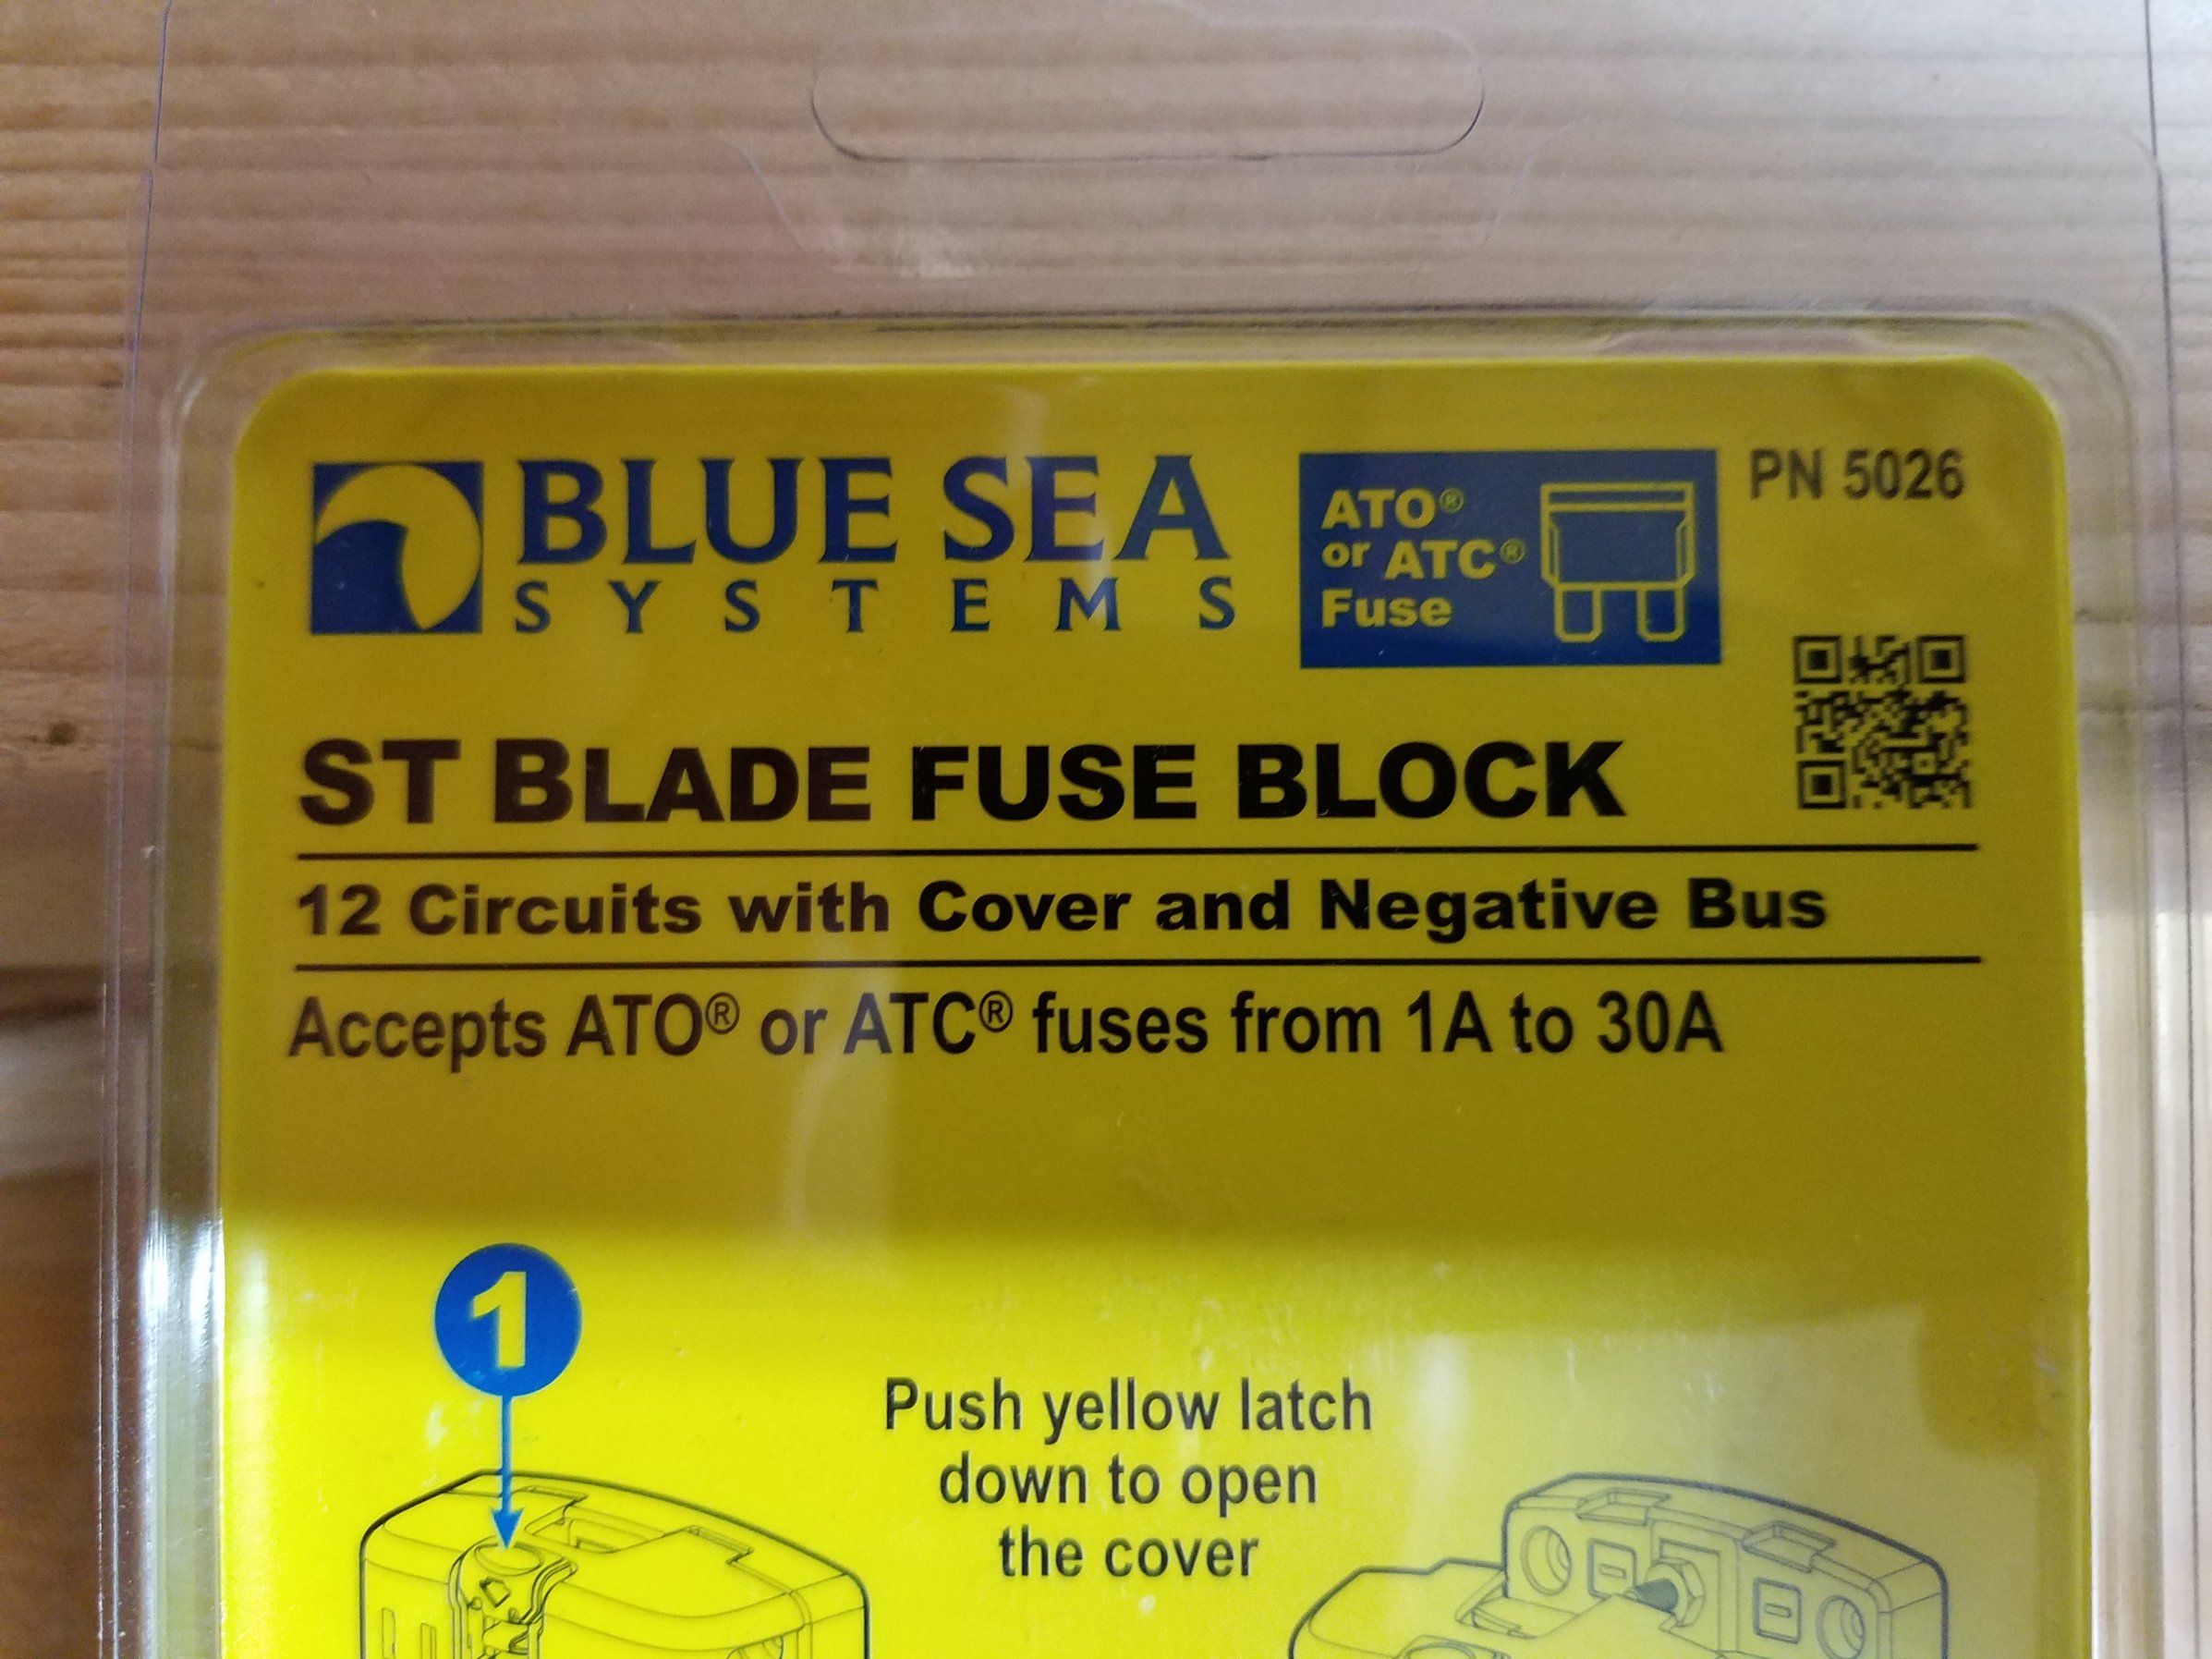 BLUE SEA
SYSTEMS
ATO®
or ATC®
Fuse
PN 5026
ST BLADE FUSE BLOCK
12 Circuits with Cover and Negative Bus
Accepts ATO® or ATC® fuses from 1A to 30A
1
Push yellow latch
down to open
the cover